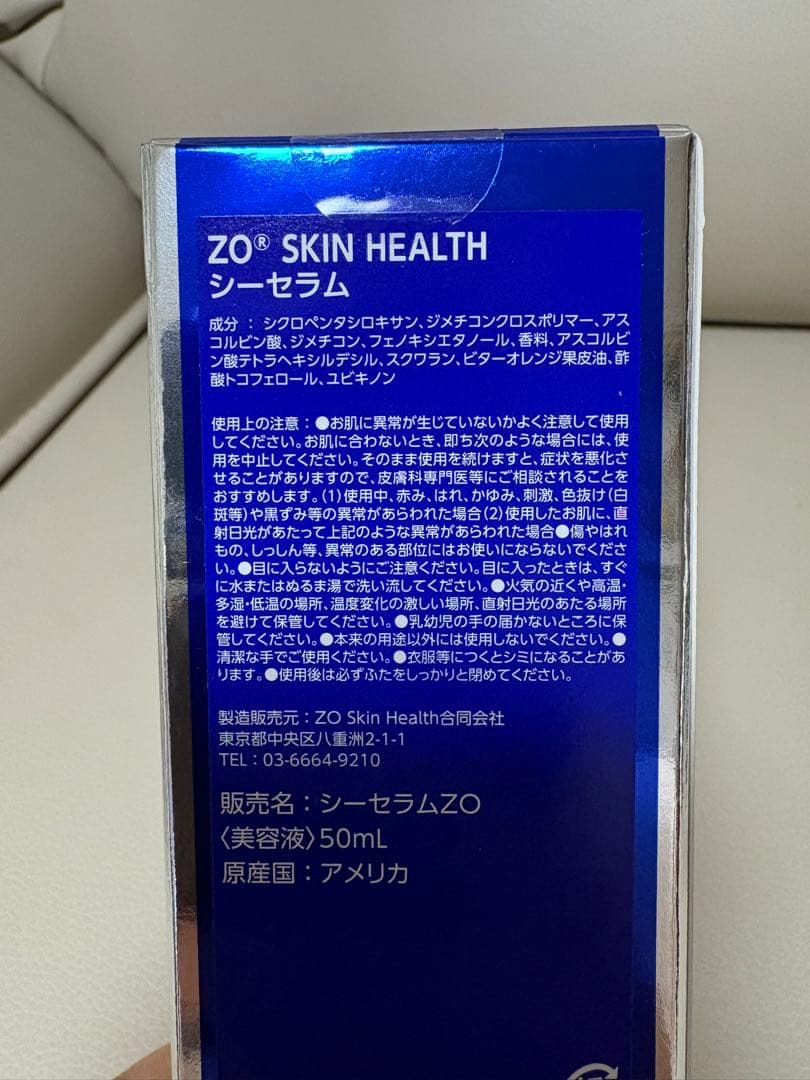 ZO® SKIN HEALTH
シーセラム
成分 : シクロペンタシロキサン、ジメチコンクロスポリマー、アス
コルビン酸、ジメチコン、フェノキシエタノール、香料、アスコルビ
ン酸テトラヘキシルデシル、スクワラン、ビターオレンジ果皮油、酢
酸トコフェロール、ユビキノン
使用上の注意 : ●お肌に異常が生じていないかよく注意して使用
してください。お肌に合わないとき、即ち次のような場合には、使
用を中止してください。そのまま使用を続けますと、症状を悪化さ
せることがありますので、皮膚科専門医等にご相談されることを
おすすめします。(1)使用中、赤み、はれ、かゆみ、刺激、色抜け(白
斑等)や黒ずみ等の異常があらわれた場合(2)使用したお肌に、直
射日光があたって上記のような異常があらわれた場合●傷やはれ
もの、しっしん等、異常のある部位にはお使いにならないでくださ
い。●目に入らないようにご注意ください。目に入ったときは、すぐ
に水またはぬるま湯で洗い流してください。●火気の近くや高温・
多湿・低温の場所、温度変化の激しい場所、直射日光のあたる場所
を避けて保管してください。●乳幼児の手の届かないところに保
管してください。●本来の用途以外には使用しないでください。●
清潔な手でご使用ください。●衣服等につくとシミになることがあ
ります。●使用後は必ずふたをしっかりと閉めてください。
製造販売元 : ZO Skin Health合同会社
東京都中央区八重洲2-1-1
TEL : 03-6664-9210
販売名 : シーセラムZO
〈美容液〉50mL
原産国 : アメリカ